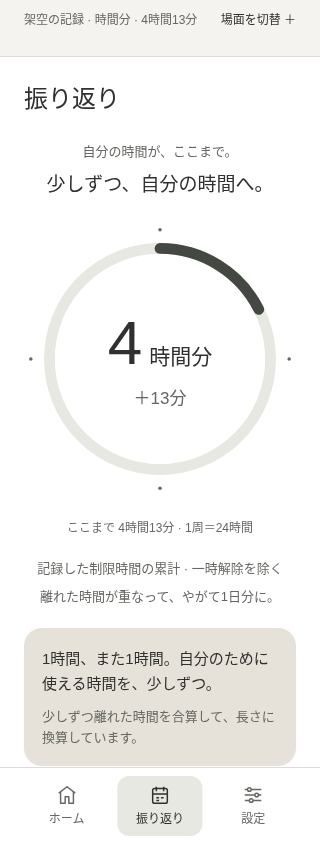 架空の記録 · 時間分 · 4時間13分
場面を切替 ＋
振り返り
自分の時間が、ここまで。
少しずつ、自分の時間へ。
4 時間分
＋13分
ここまで 4時間13分 · 1周＝24時間
記録した制限時間の累計 · 一時解除を除く
離れた時間が重なって、やがて1日分に。
1時間、また1時間。自分のために
使える時間を、少しずつ。
少しずつ離れた時間を合算して、長さに
換算しています。
ホーム
振り返り
設定